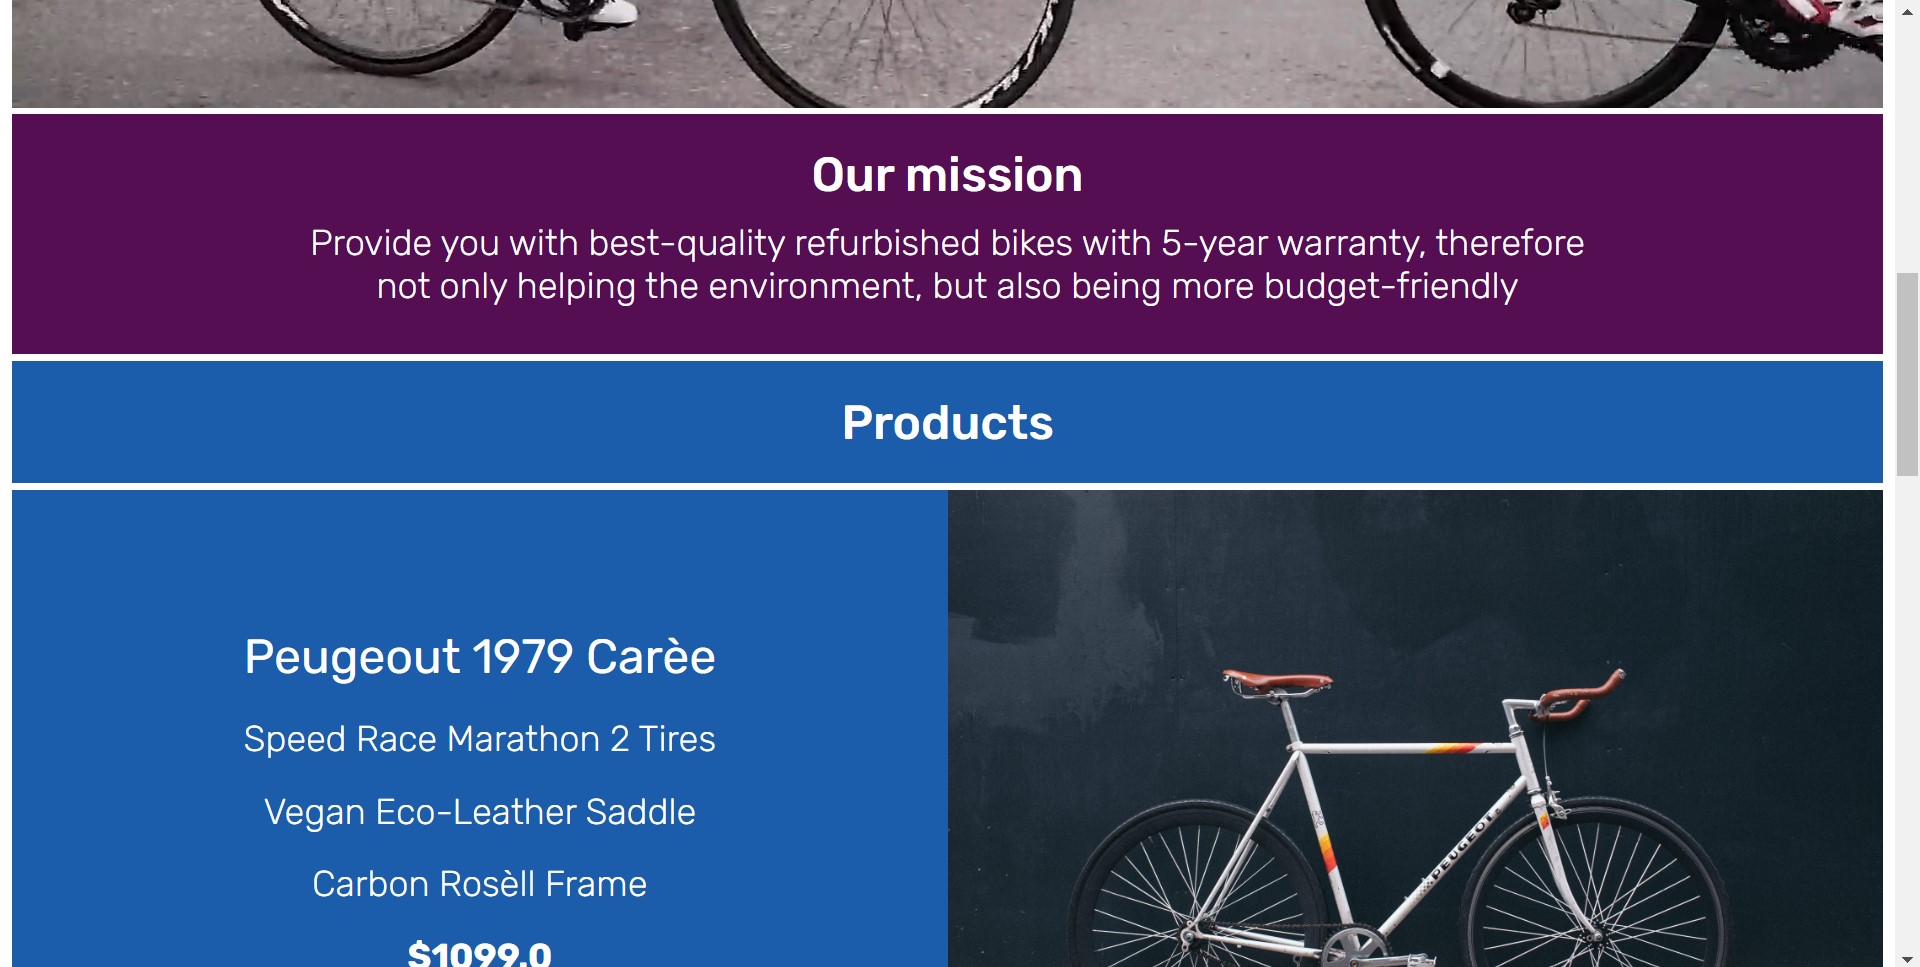 Our mission
Provide you with best-quality refurbished bikes with 5-year warranty, therefore
not only helping the environment, but also being more budget-friendly
Products
Peugeout 1979 Carèe
Speed Race Marathon 2 Tires
Vegan Eco-Leather Saddle
Carbon Rosèll Frame
$1099.0
PEUGEOT